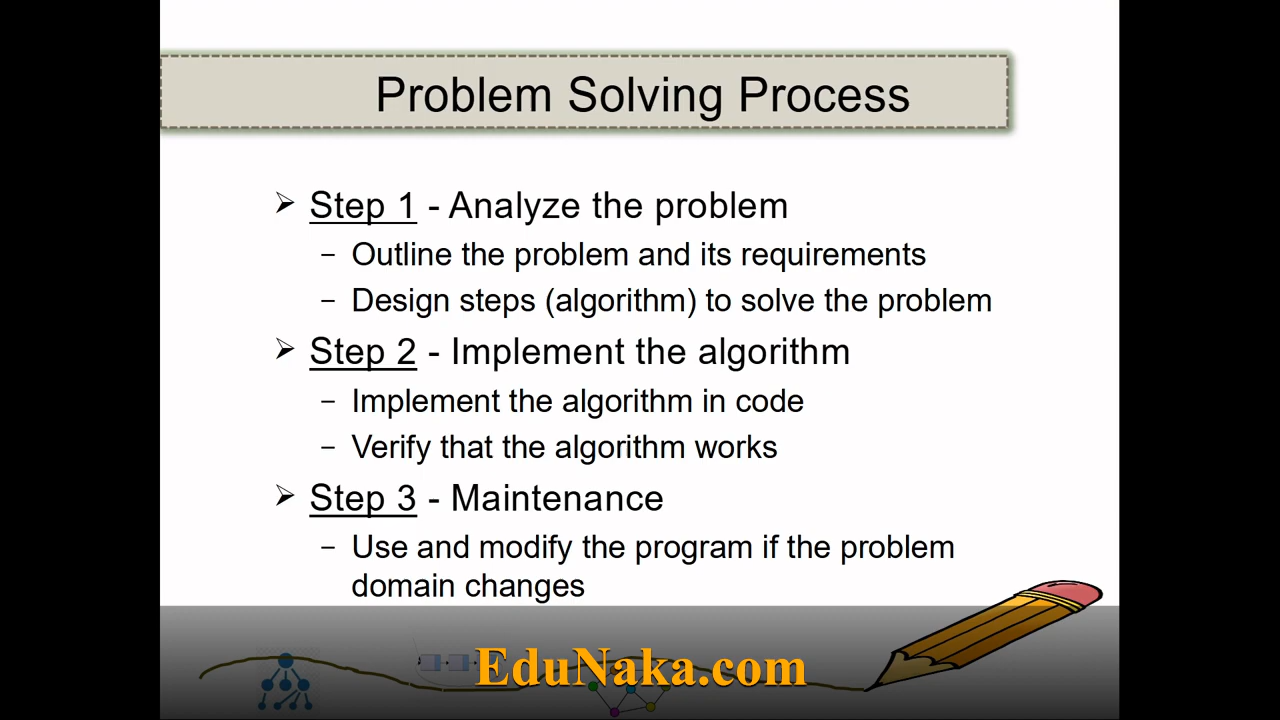 Problem Solving Process
➢ Step 1 - Analyze the problem
– Outline the problem and its requirements
– Design steps (algorithm) to solve the problem
➢ Step 2 - Implement the algorithm
– Implement the algorithm in code
– Verify that the algorithm works
➢ Step 3 - Maintenance
– Use and modify the program if the problem
domain changes
EduNaka.com